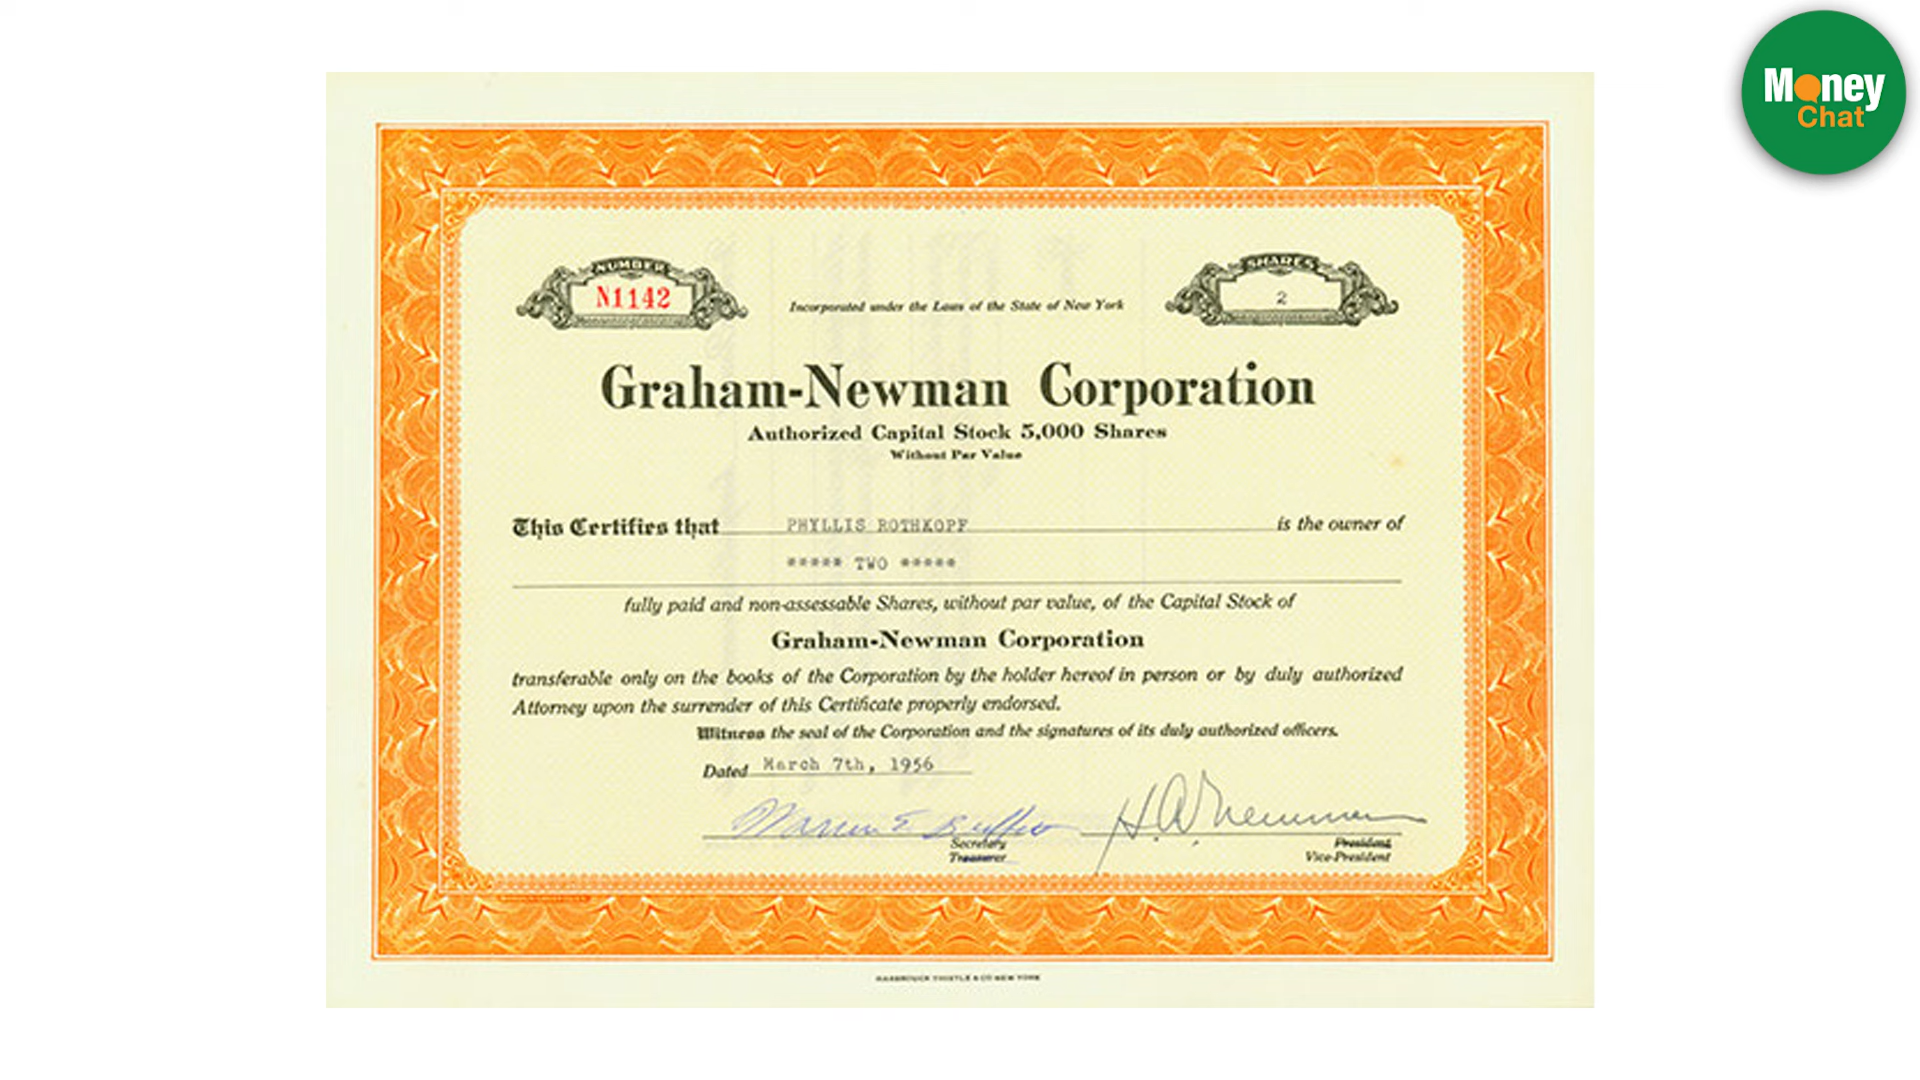 Money
Chat
NUMBER
N1142
Incorporated under the Laws of the State of New York
SHARES
2
Graham-Newman Corporation
Authorized Capital Stock 5,000 Shares
Without Par Value
This Certifies that PHYLLIS ROTHKOPF is the owner of
***** TWO *****
fully paid and non-assessable Shares, without par value, of the Capital Stock of
Graham-Newman Corporation
transferable only on the books of the Corporation by the holder hereof in person or by duly authorized
Attorney upon the surrender of this Certificate properly endorsed.
Witness the seal of the Corporation and the signatures of its duly authorized officers.
Dated March 7th, 1956
Warren E Buffett H.A. Newman
Secretary President
Treasurer Vice-President